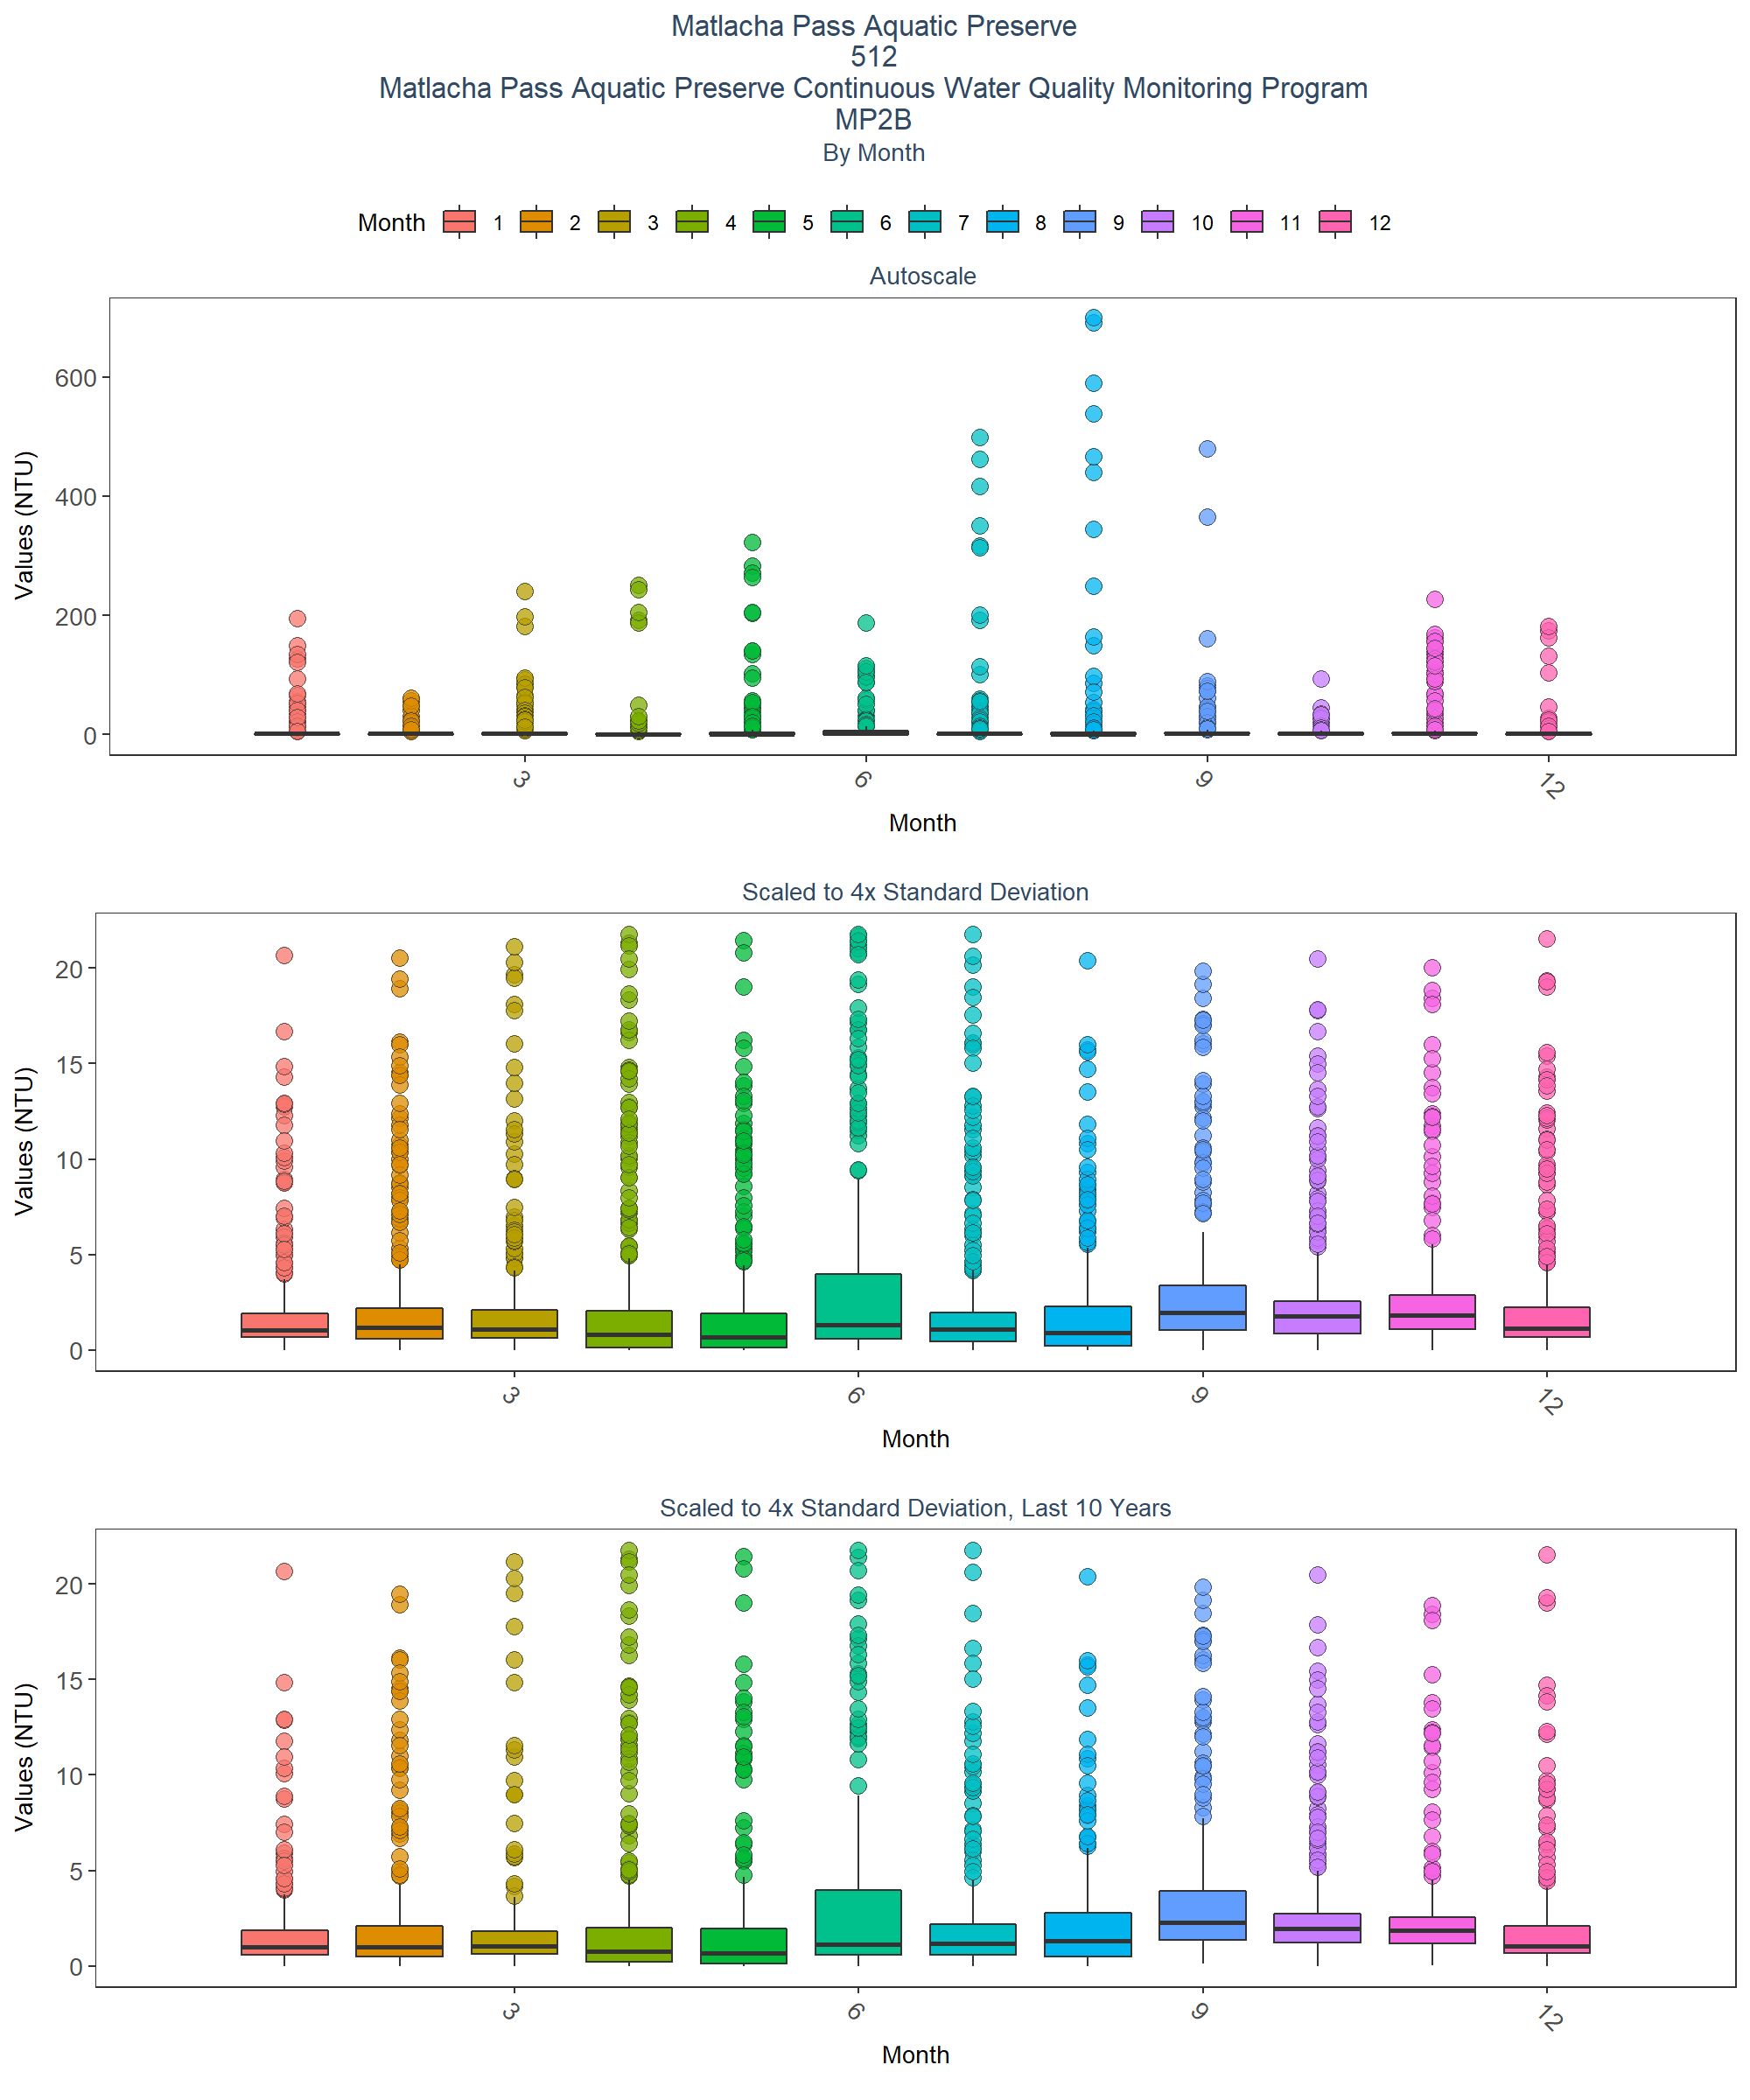 Matlacha Pass Aquatic Preserve
512
Matlacha Pass Aquatic Preserve Continuous Water Quality Monitoring Program
MP2B
By Month
Month 1 2 3 4 5 6 7 8 9 10 11 12
Autoscale
Values (NTU)
600
400
200
0
3 6 9 12
Month
Scaled to 4x Standard Deviation
Values (NTU)
20
15
10
5
0
3 6 9 12
Month
Scaled to 4x Standard Deviation, Last 10 Years
Values (NTU)
20
15
10
5
0
3 6 9 12
Month